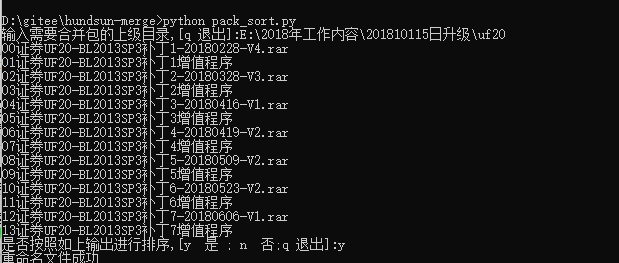 D:\gitee\hundsun-merge>python pack_sort.py
输入需要合并包的上级目录,[q 退出]:E:\2018年工作内容\201810115日升级\uf20
00证券UF20-BL2013SP3补丁1-20180228-V4.rar
01证券UF20-BL2013SP3补丁1增值程序
02证券UF20-BL2013SP3补丁2-20180328-V3.rar
03证券UF20-BL2013SP3补丁2增值程序
04证券UF20-BL2013SP3补丁3-20180416-V1.rar
05证券UF20-BL2013SP3补丁3增值程序
06证券UF20-BL2013SP3补丁4-20180419-V2.rar
07证券UF20-BL2013SP3补丁4增值程序
08证券UF20-BL2013SP3补丁5-20180509-V2.rar
09证券UF20-BL2013SP3补丁5增值程序
10证券UF20-BL2013SP3补丁6-20180523-V2.rar
11证券UF20-BL2013SP3补丁6增值程序
12证券UF20-BL2013SP3补丁7-20180606-V1.rar
13证券UF20-BL2013SP3补丁7增值程序
是否按照如上输出进行排序,[y 是 ; n 否;q 退出]:y
重命名文件成功